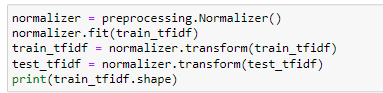 normalizer = preprocessing.Normalizer()
normalizer.fit(train_tfidf)
train_tfidf = normalizer.transform(train_tfidf)
test_tfidf = normalizer.transform(test_tfidf)
print(train_tfidf.shape)